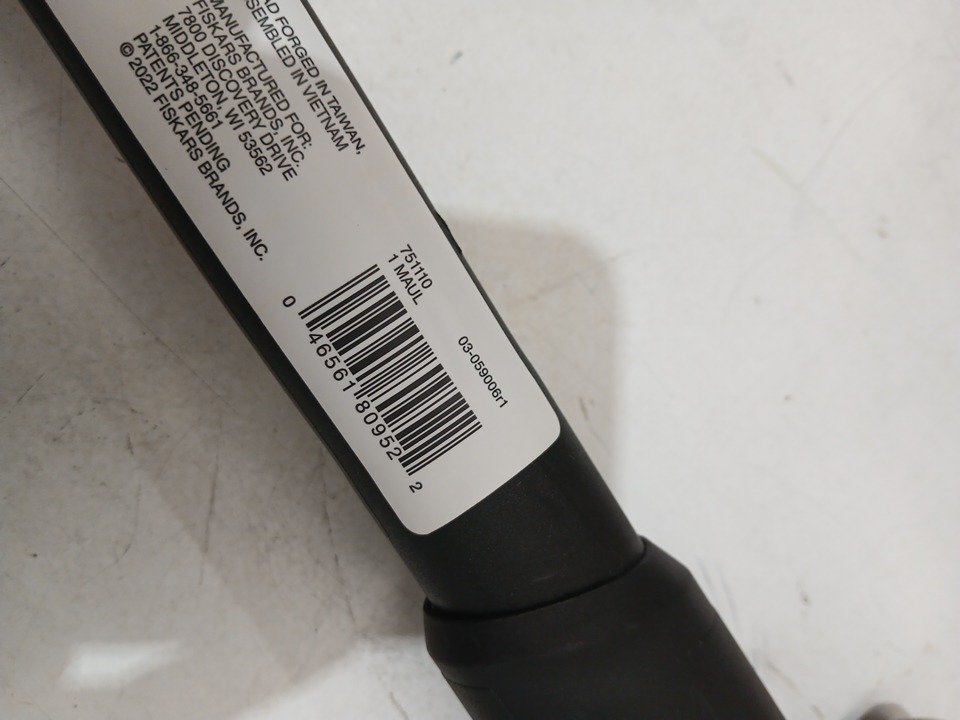 AD FORGED IN TAIWAN,
SEMBLED IN VIETNAM
MANUFACTURED FOR:
FISKARS BRANDS, INC.
7800 DISCOVERY DRIVE
MIDDLETON, WI 53562
1-866-348-5661
PATENTS PENDING
© 2022 FISKARS BRANDS, INC.
751110
1 MAUL
0 46561 80952 2
03-059006r1